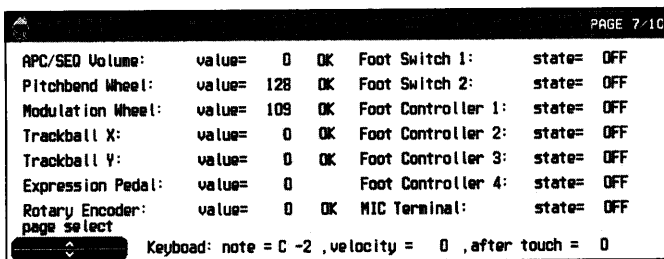 PAGE 7/10
APC/SEQ Volume: value= 0 OK Foot Switch 1: state= OFF
Pitchbend Wheel: value= 128 OK Foot Switch 2: state= OFF
Modulation Wheel: value= 109 OK Foot Controller 1: state= OFF
Trackball X: value= 0 OK Foot Controller 2: state= OFF
Trackball Y: value= 0 OK Foot Controller 3: state= OFF
Expression Pedal: value= 0 Foot Controller 4: state= OFF
Rotary Encoder: value= 0 OK MIC Terminal: state= OFF
page select
Keyboad: note = C -2 ,velocity = 0 ,after touch = 0